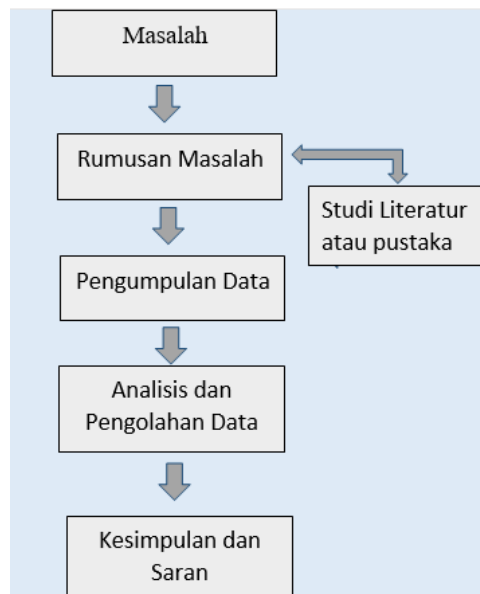 Masalah
Rumusan Masalah
Studi Literatur
atau pustaka
Pengumpulan Data
Analisis dan
Pengolahan Data
Kesimpulan dan
Saran